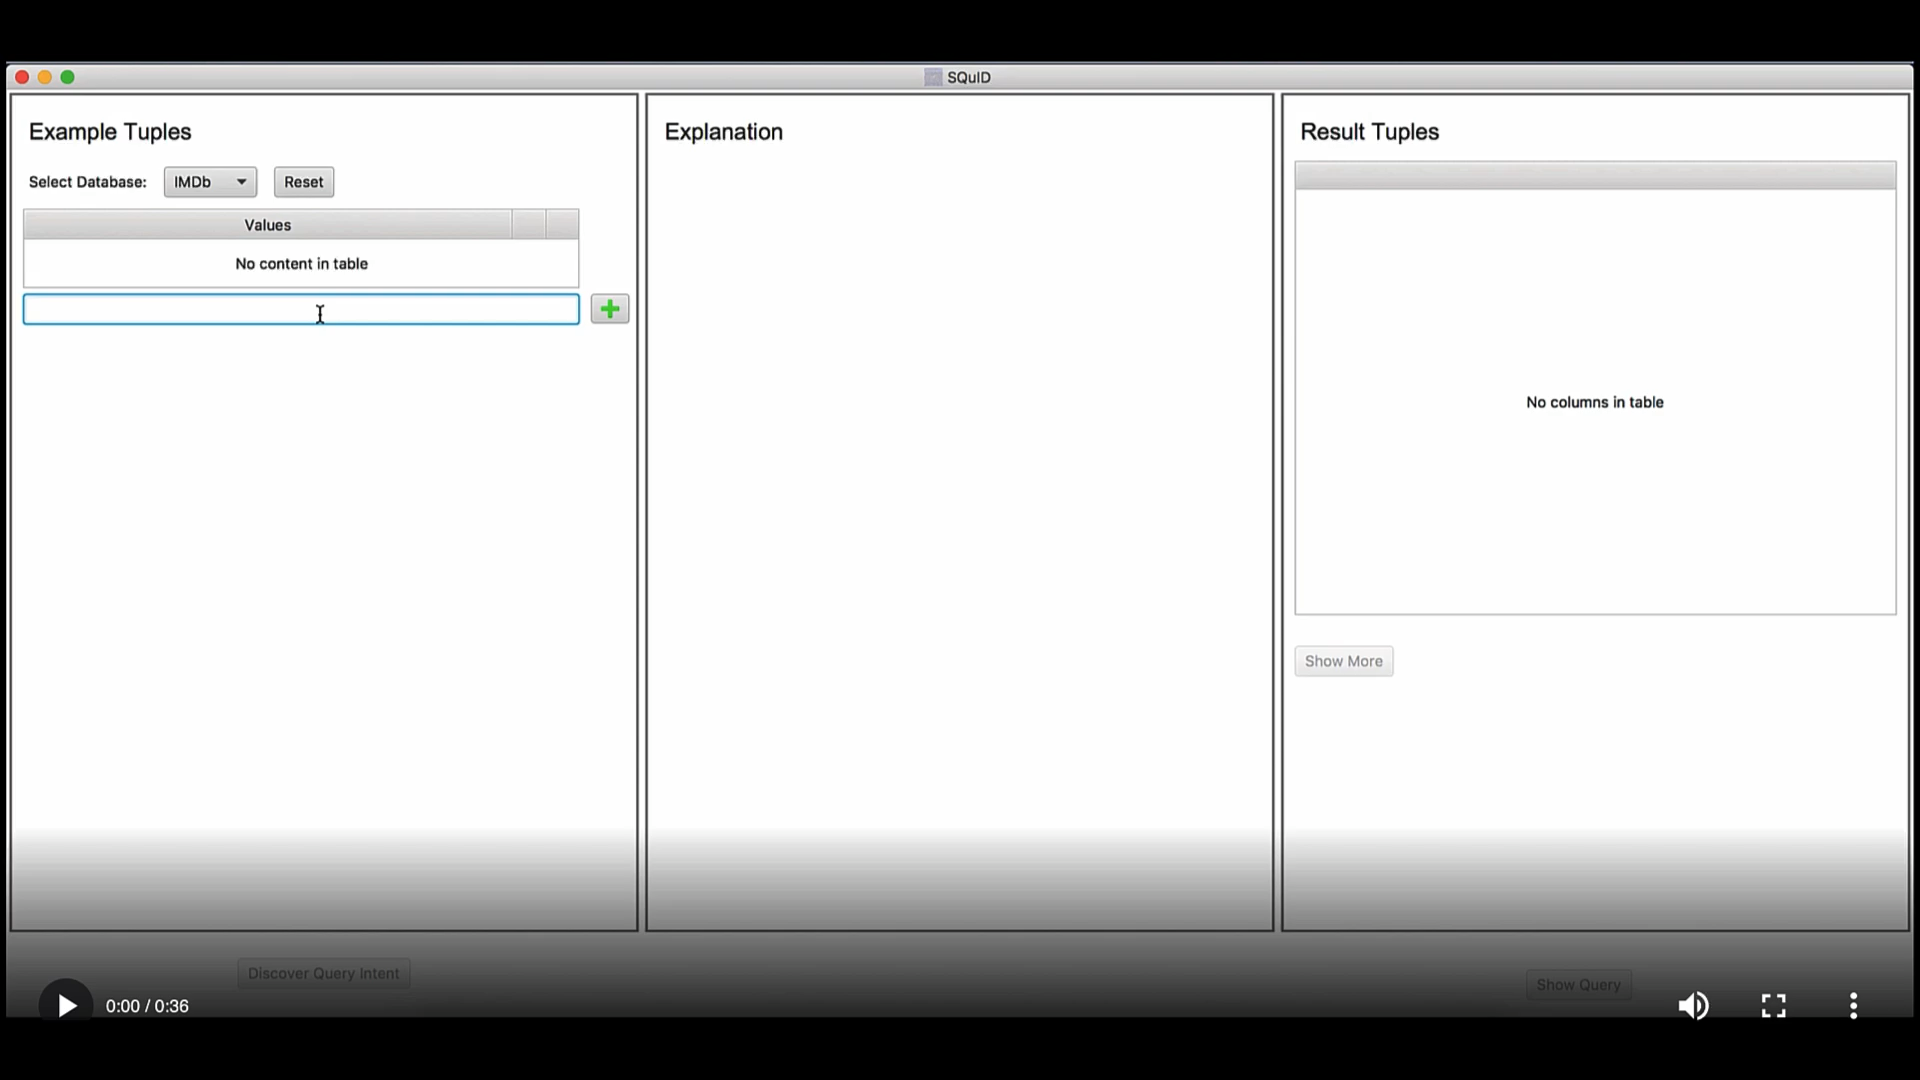 SQuID
Example Tuples
Select Database: IMDb Reset
Values
No content in table
Explanation
Result Tuples
No columns in table
Show More
Discover Query Intent
Show Query
0:00 / 0:36